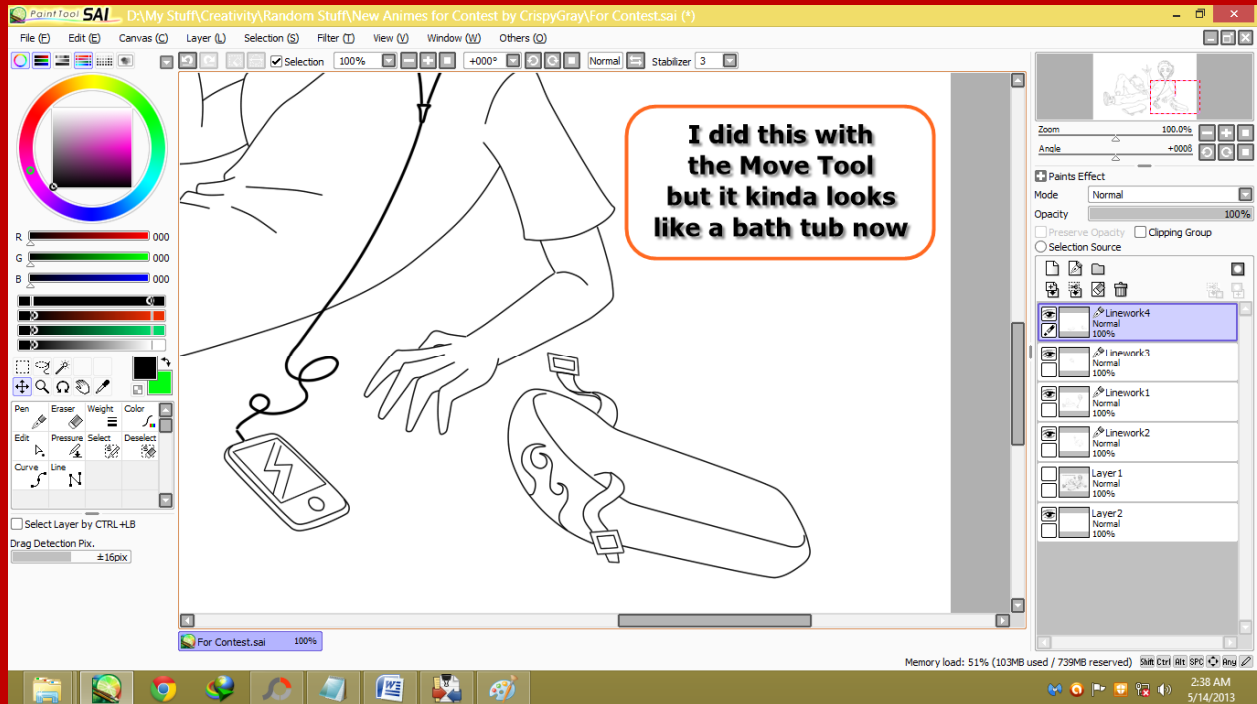 PaintTool SAI D:\My Stuff\Creativity\Random Stuff\New Animes for Contest by CrispyGray\For Contest.sai (*)
File (F) Edit (E) Canvas (C) Layer (L) Selection (S) Filter (T) View (V) Window (W) Others (O)
Selection 100% +000° Normal Stabilizer 3
I did this with
the Move Tool
but it kinda looks
like a bath tub now
R 000
G 000
B 000
Pen Eraser Weight Color
Edit Pressure Select Deselect
Curve Line
Select Layer by CTRL+LB
Drag Detection Pix.
±16pix
Zoom 100.0%
Angle +0008
Paints Effect
Mode Normal
Opacity 100%
Preserve Opacity Clipping Group
Selection Source
Linework4
Normal
100%
Linework3
Normal
100%
Linework1
Normal
100%
Linework2
Normal
100%
Layer1
Normal
100%
Layer2
Normal
100%
For Contest.sai 100%
Memory load: 51% (103MB used / 739MB reserved) Shift Ctrl Alt SPC Any
2:38 AM
5/14/2013